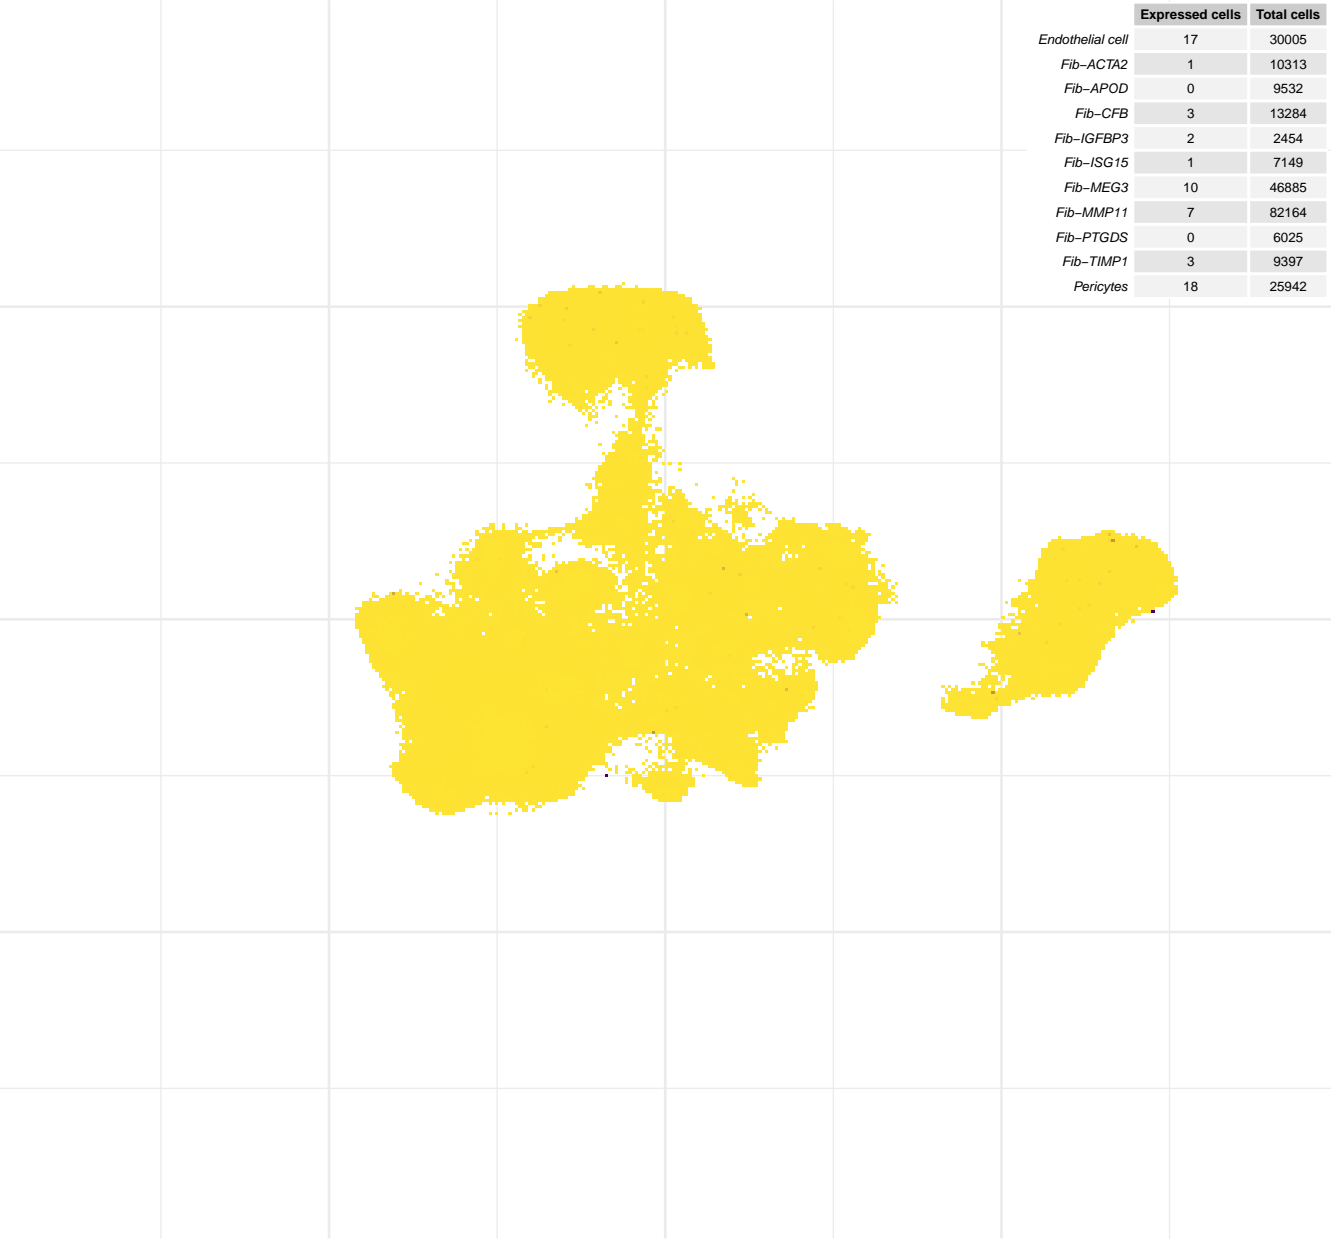 Expressed cells Total cells
Endothelial cell 17 30005
Fib−ACTA2 1 10313
Fib−APOD 0 9532
Fib−CFB 3 13284
Fib−IGFBP3 2 2454
Fib−ISG15 1 7149
Fib−MEG3 10 46885
Fib−MMP11 7 82164
Fib−PTGDS 0 6025
Fib−TIMP1 3 9397
Pericytes 18 25942